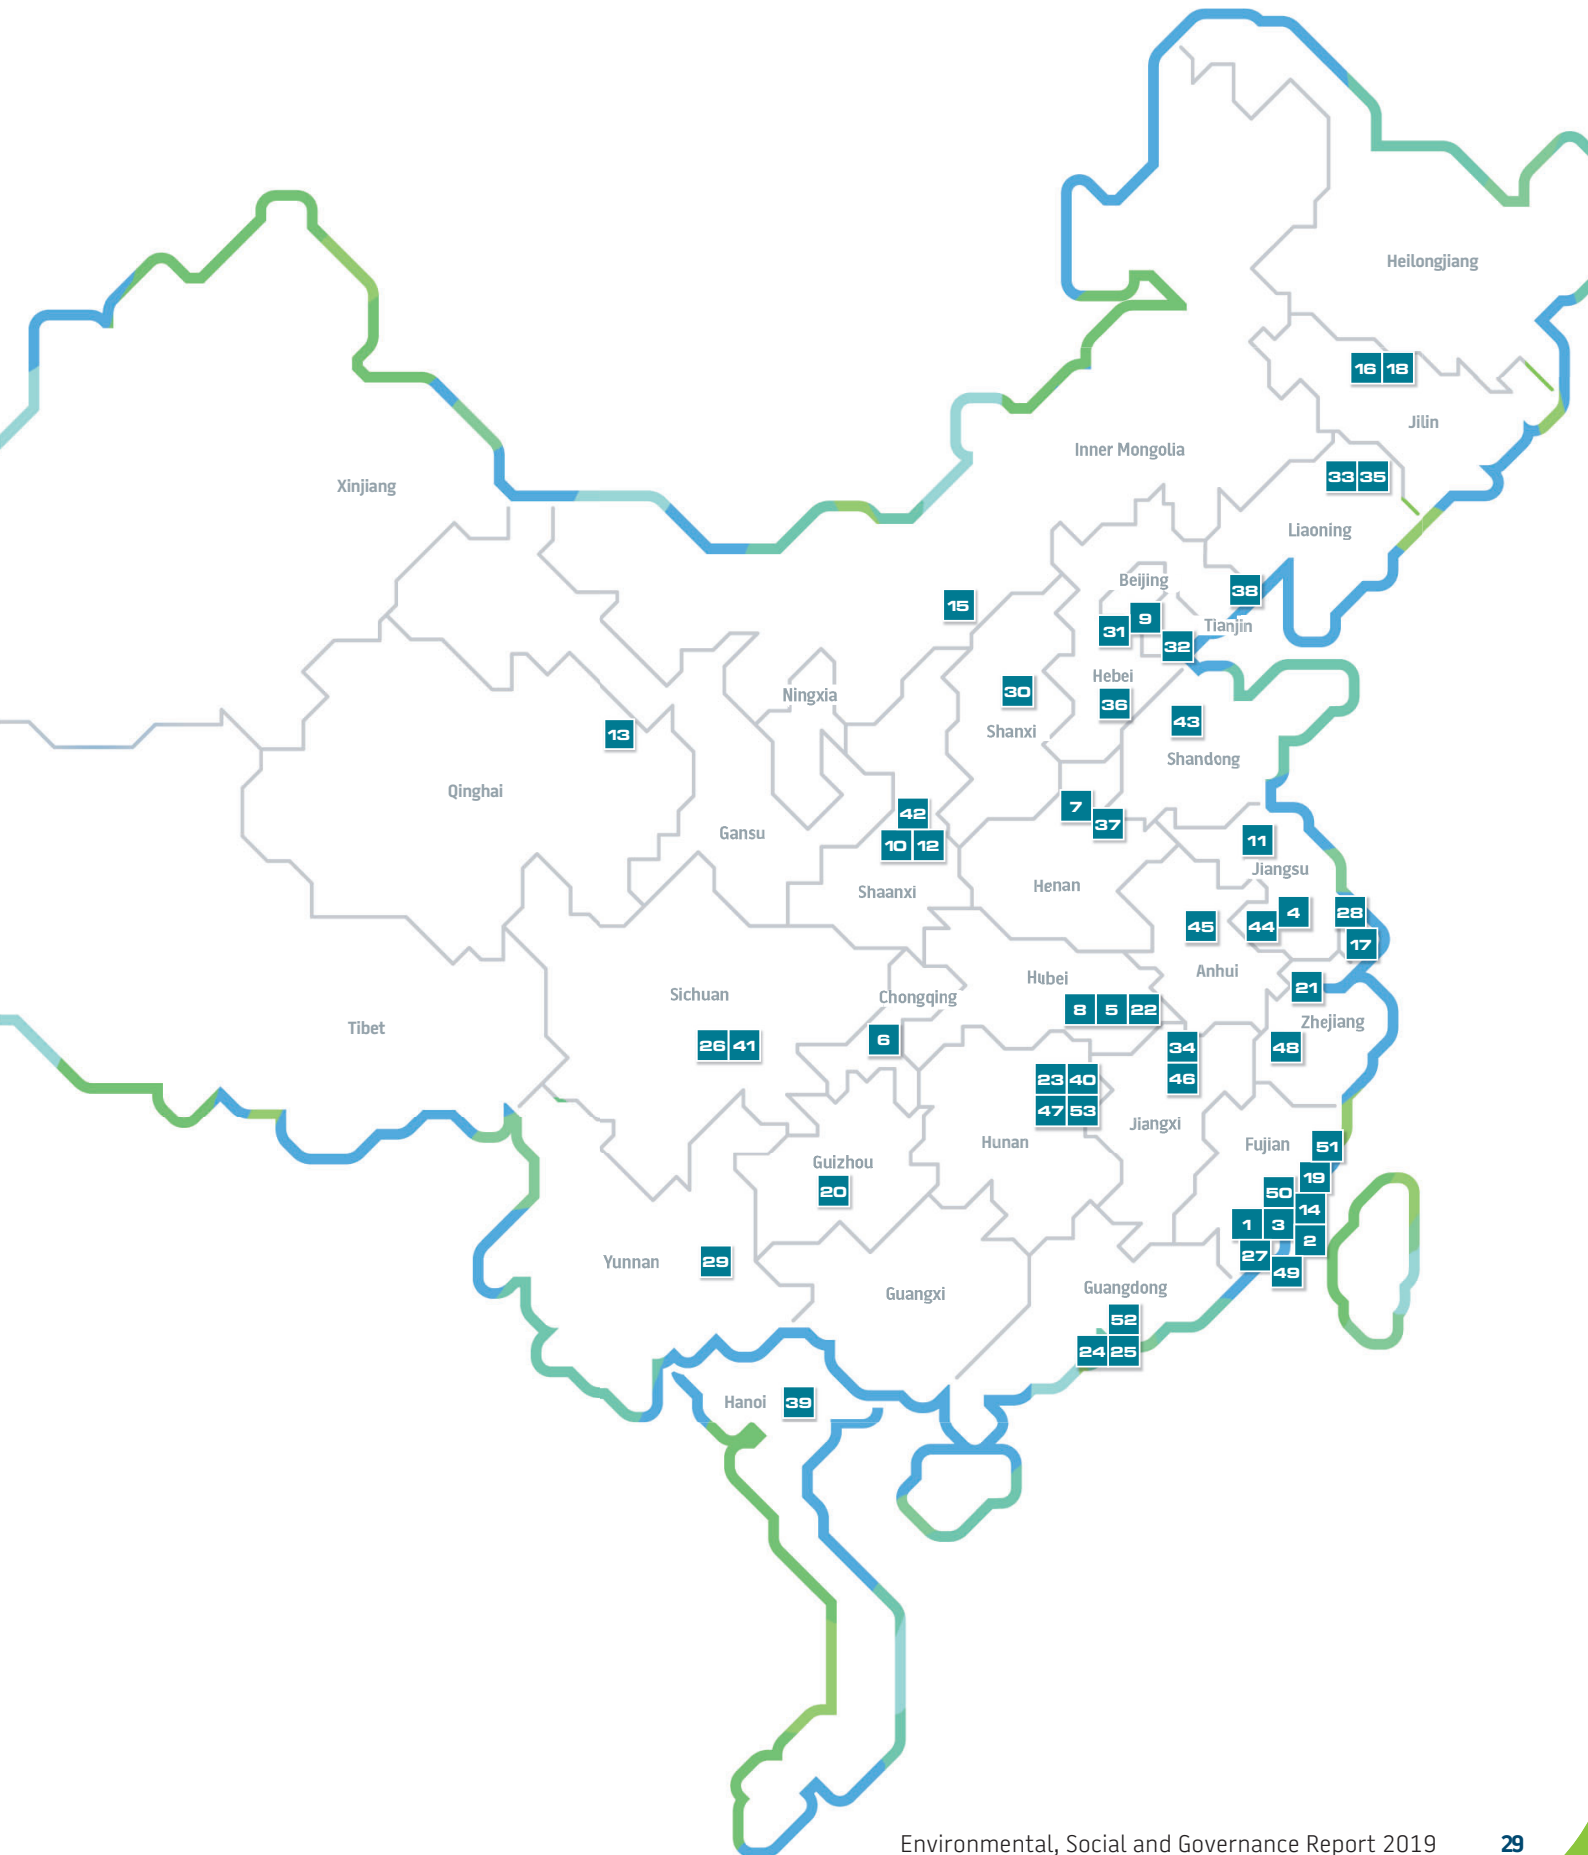 Heilongjiang
16 18
Jilin
Inner Mongolia
33 35
Xinjiang
Liaoning
Beijing
38
15
9
31
Tianjin
32
Hebei
Ningxia
30
36
13
Shanxi
43
Shandong
Qinghai
7
42
37
Gansu
10 12
11
Jiangsu
Shaanxi
Henan
4
28
45
44
17
Anhui
Hubei
21
Sichuan
Chongqing
8 5 22
Zhejiang
Tibet
6
26 41
34
48
23 40
46
47 53
Jiangxi
Hunan
Fujian
51
Guizhou
19
20
50
14
1 3
2
Yunnan
29
27
49
Guangxi
Guangdong
52
24 25
Hanoi
39
Environmental, Social and Governance Report 2019 29